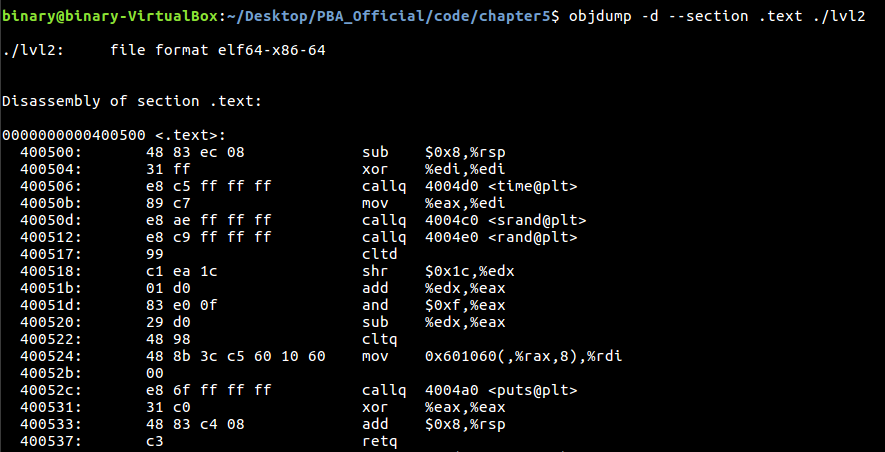 binary@binary-VirtualBox:~/Desktop/PBA_Official/code/chapter5$ objdump -d --section .text ./lvl2
./lvl2:     file format elf64-x86-64
Disassembly of section .text:
0000000000400500 <.text>:
  400500:       48 83 ec 08             sub    $0x8,%rsp
  400504:       31 ff                   xor    %edi,%edi
  400506:       e8 c5 ff ff ff          callq  4004d0 <time@plt>
  40050b:       89 c7                   mov    %eax,%edi
  40050d:       e8 ae ff ff ff          callq  4004c0 <srand@plt>
  400512:       e8 c9 ff ff ff          callq  4004e0 <rand@plt>
  400517:       99                      cltd
  400518:       c1 ea 1c                shr    $0x1c,%edx
  40051b:       01 d0                   add    %edx,%eax
  40051d:       83 e0 0f                and    $0xf,%eax
  400520:       29 d0                   sub    %edx,%eax
  400522:       48 98                   cltq
  400524:       48 8b 3c c5 60 10 60    mov    0x601060(,%rax,8),%rdi
  40052b:       00
  40052c:       e8 6f ff ff ff          callq  4004a0 <puts@plt>
  400531:       31 c0                   xor    %eax,%eax
  400533:       48 83 c4 08             add    $0x8,%rsp
  400537:       c3                      retq